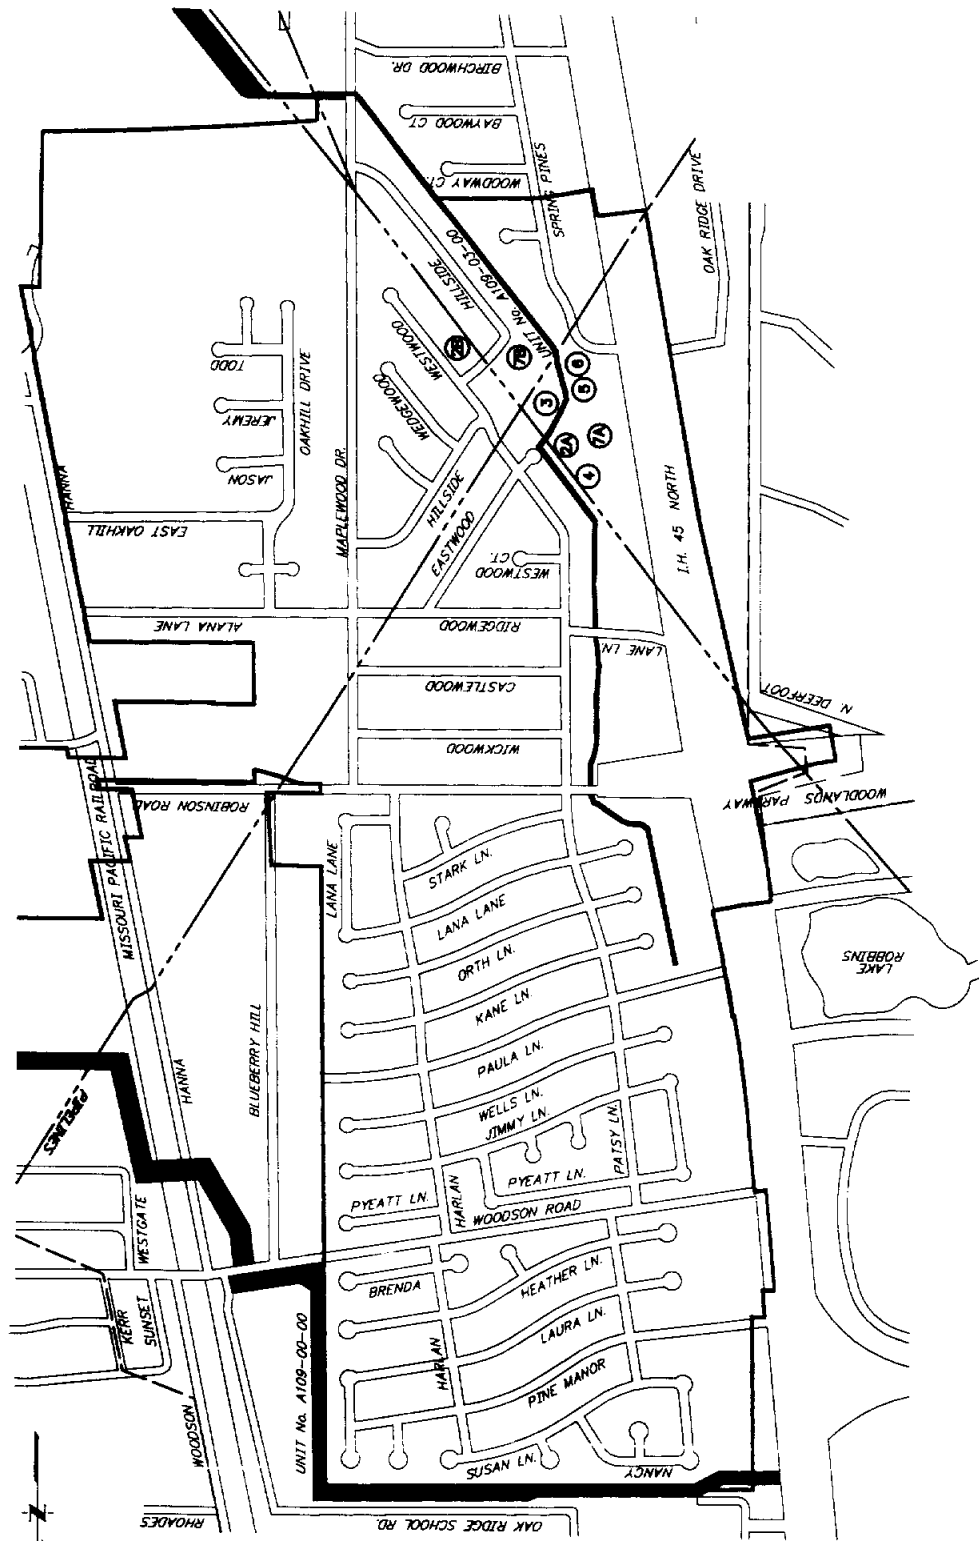 BIRCHWOOD DR.
BAYWOOD CT.
WOODWAY CT.
SPRING PINES
OAK RIDGE DRIVE
UNIT No. A109-03-00
HILLSIDE
WESTWOOD
WEDGEWOOD
2B
7B
6
5
3
2A
7A
4
TODD
JEREMY
JASON
OAKHILL DRIVE
MAPLEWOOD DR.
HANNA
EAST OAKHILL
HILLSIDE
EASTWOOD
WESTWOOD CT.
I.H. 45 NORTH
ALANA LANE
RIDGEWOOD
LANE LN.
CASTLEWOOD
N. DEERFOOT
WICKWOOD
ROBINSON ROAD
WOODLANDS PARKWAY
MISSOURI PACIFIC RAILROAD
LANA LANE
STARK LN.
LANA LANE
ORTH LN.
KANE LN.
PAULA LN.
LAKE
ROBBINS
BLUEBERRY HILL
HANNA
PIPELINES
WELLS LN.
JIMMY LN.
PATSY LN.
PYEATT LN.
PYEATT LN.
HARLAN
WOODSON ROAD
WESTGATE
BRENDA
HEATHER LN.
KERR
SUNSET
LAURA LN.
HARLAN
PINE MANOR
UNIT No. A109-00-00
WOODSON
SUSAN LN.
NANCY
N
RHOADES
OAK RIDGE SCHOOL RD.